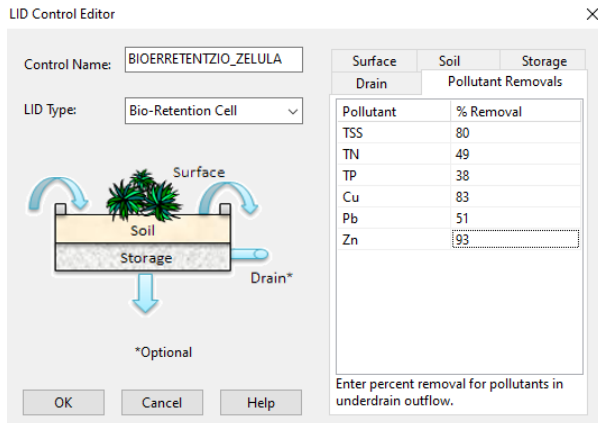 LID Control Editor
Control Name: BIOERRETENTZIO_ZELULA
LID Type: Bio-Retention Cell
Surface
Soil
Storage
Drain*
*Optional
OK Cancel Help
Surface Soil Storage
Drain Pollutant Removals
Pollutant % Removal
TSS 80
TN 49
TP 38
Cu 83
Pb 51
Zn 93
Enter percent removal for pollutants in
underdrain outflow.